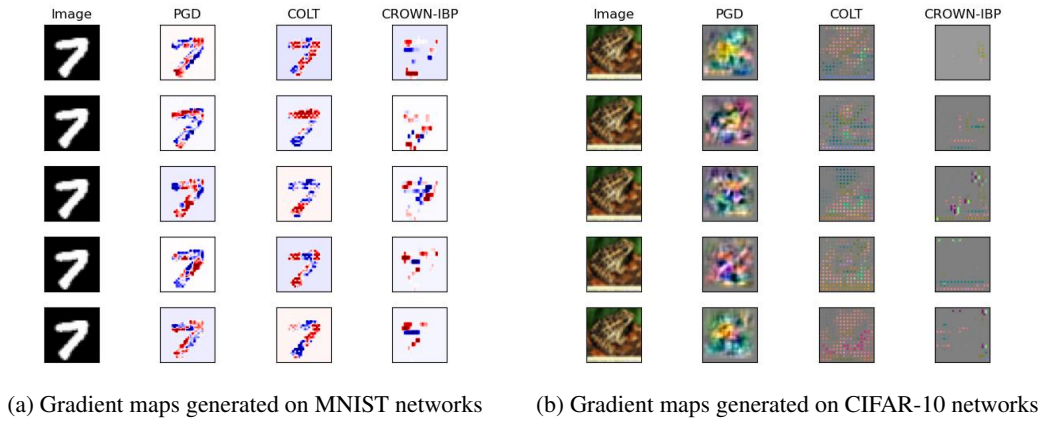 Image PGD COLT CROWN-IBP
Image PGD COLT CROWN-IBP
(a) Gradient maps generated on MNIST networks
(b) Gradient maps generated on CIFAR-10 networks